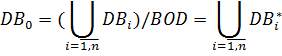 DB₀ = (⋃_{i=1,n} DBᵢ)/BOD = ⋃_{i=1,n} DBᵢ*